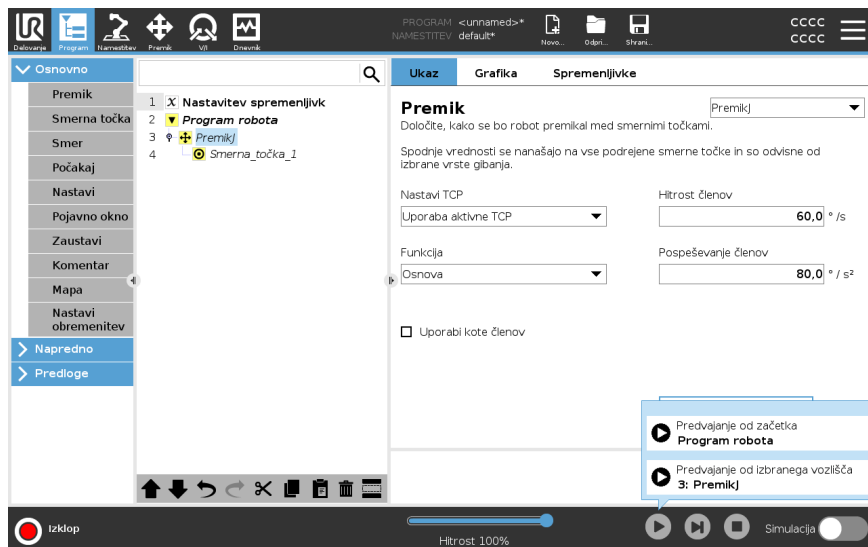 PROGRAM <unnamed>*
NAMESTITEV default*
Delovanje
Program
Namestitev
Premik
V/I
Dnevnik
Novo...
Odpri...
Shrani...
CCCC
CCCC
Osnovno
Premik
Smerna točka
Smer
Počakaj
Nastavi
Pojavno okno
Zaustavi
Komentar
Mapa
Nastavi
obremenitev
Napredno
Predloge
1 X Nastavitev spremenljivk
2 Program robota
3 PremikJ
4 Smerna_točka_1
Ukaz
Grafika
Spremenljivke
Premik
PremikJ
Določite, kako se bo robot premikal med smernimi točkami.
Spodnje vrednosti se nanašajo na vse podrejene smerne točke in so odvisne od
izbrane vrste gibanja.
Nastavi TCP
Hitrost členov
Uporaba aktivne TCP
60,0 ° /s
Funkcija
Pospeševanje členov
Osnova
80,0 ° / s²
Uporabi kote členov
Predvajanje od začetka
Program robota
Predvajanje od izbranega vozlišča
3: PremikJ
Izklop
Hitrost 100%
Simulacija